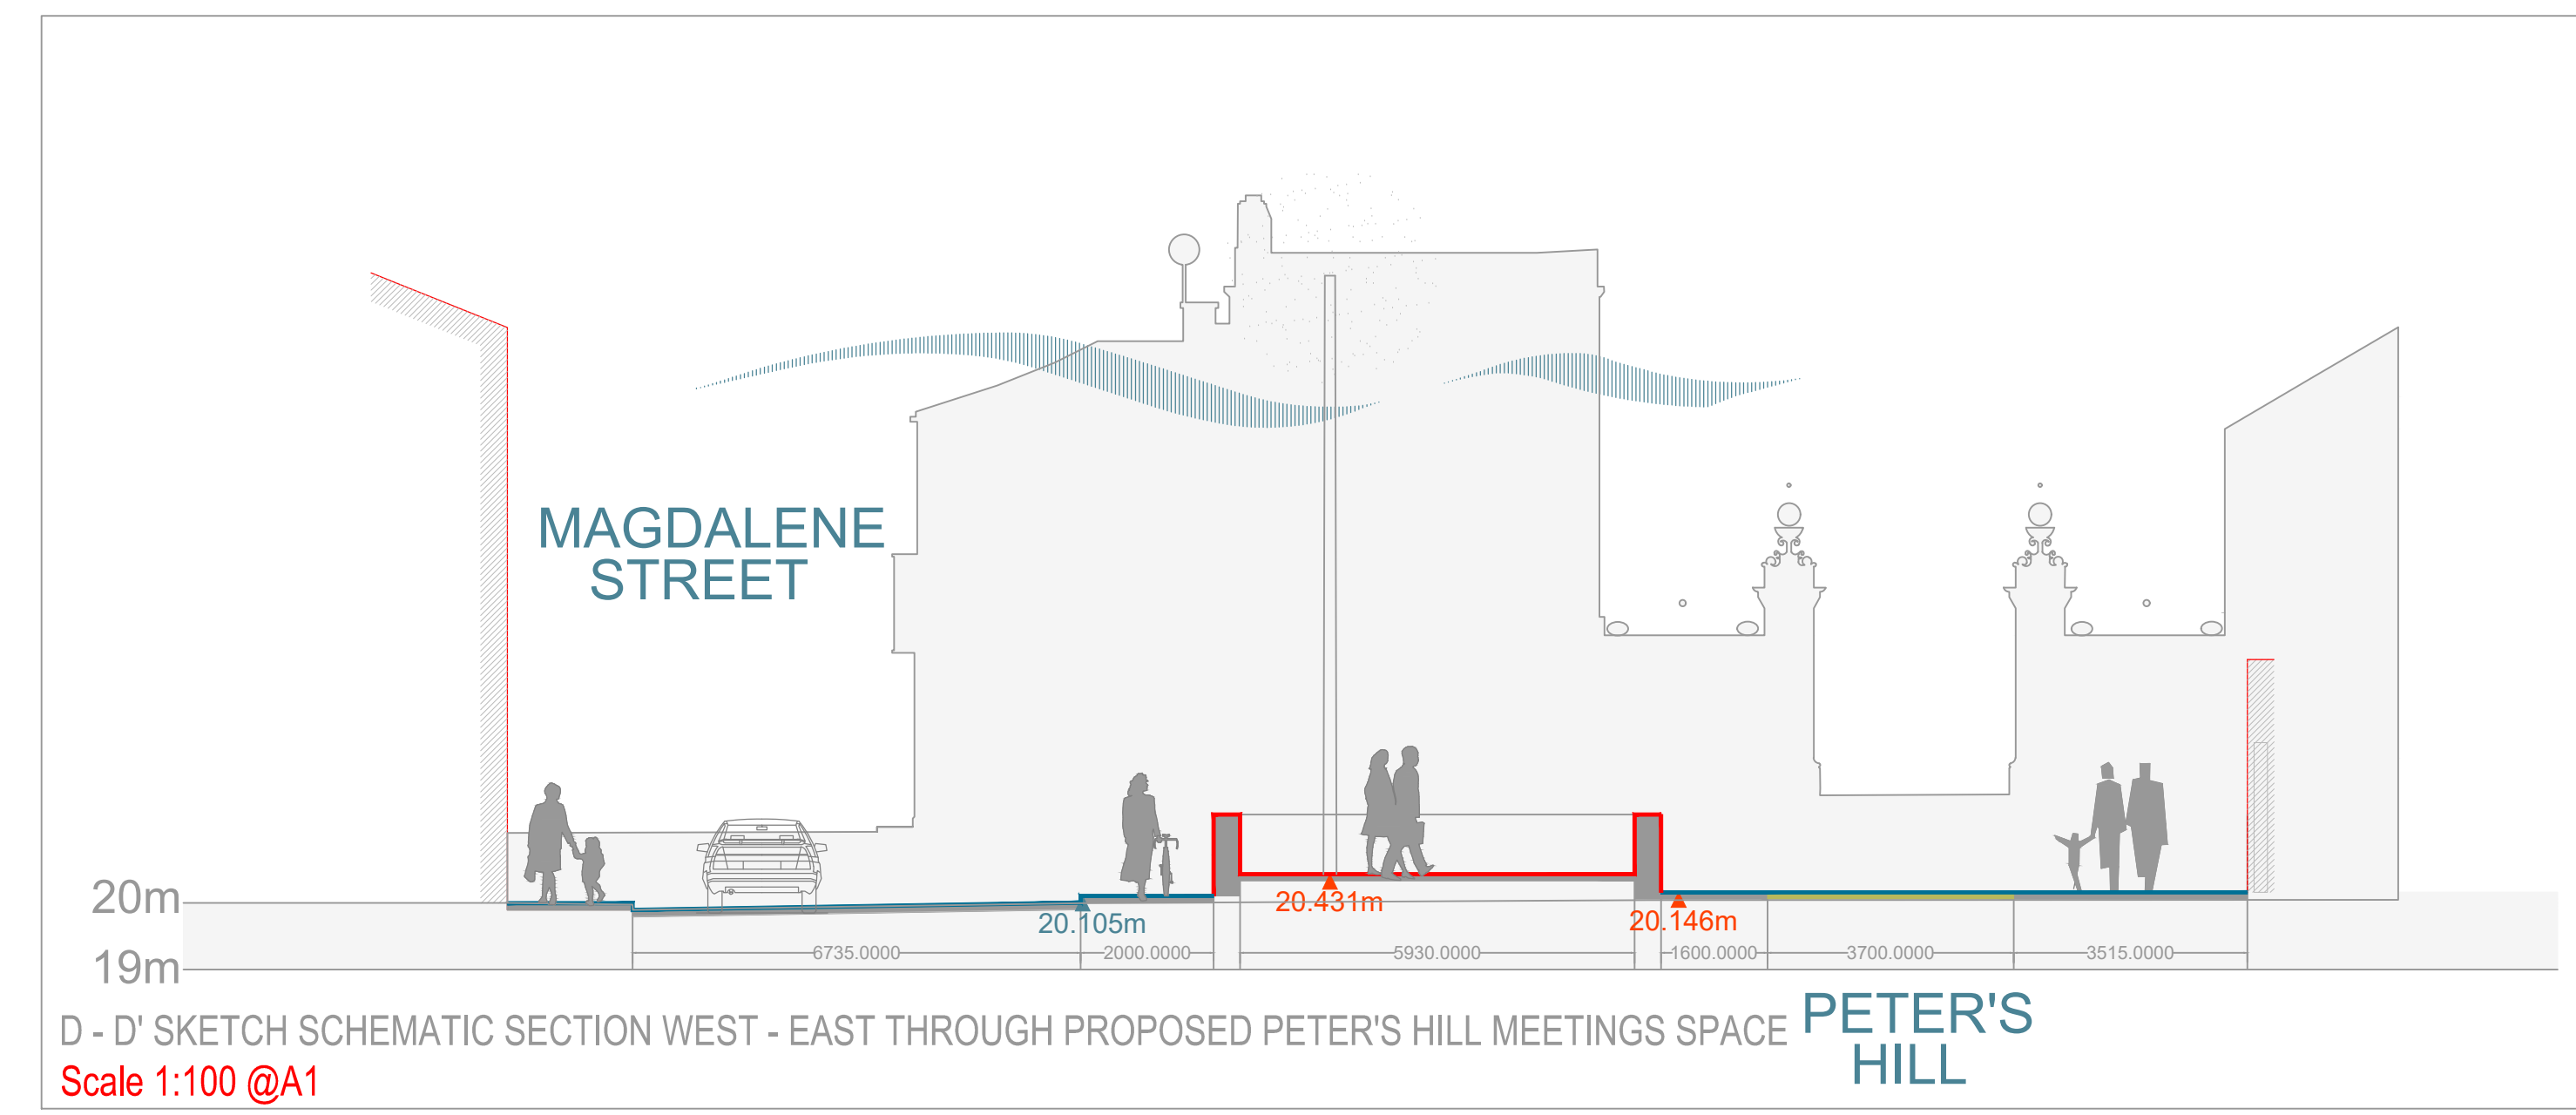 MAGDALENE
STREET
20m
19m
20.105m
20.431m
20.146m
6735.0000
2000.0000
5930.0000
1600.0000
3700.0000
3515.0000
D - D' SKETCH SCHEMATIC SECTION WEST - EAST THROUGH PROPOSED PETER'S HILL MEETINGS SPACE
PETER'S
HILL
Scale 1:100 @A1